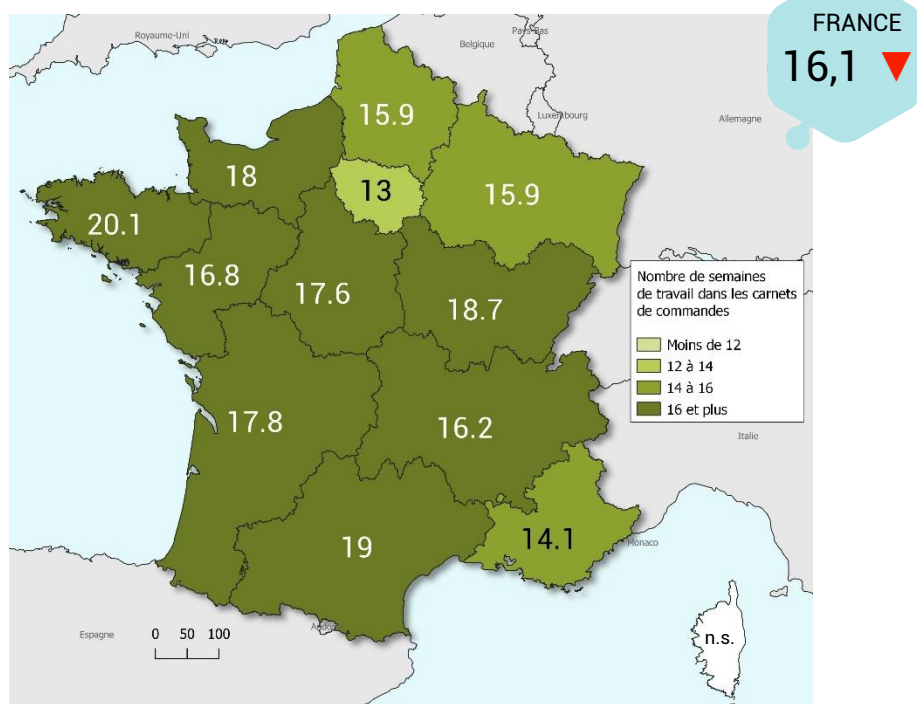 FRANCE
16,1
Royaume-Uni
Pays-Bas
Belgique
Luxembourg
Allemagne
15.9
18
13
15.9
20.1
16.8
17.6
18.7
Nombre de semaines
de travail dans les carnets
de commandes
Moins de 12
12 à 14
14 à 16
16 et plus
17.8
16.2
Italie
19
14.1
Monaco
Espagne
0 50 100
n.s.